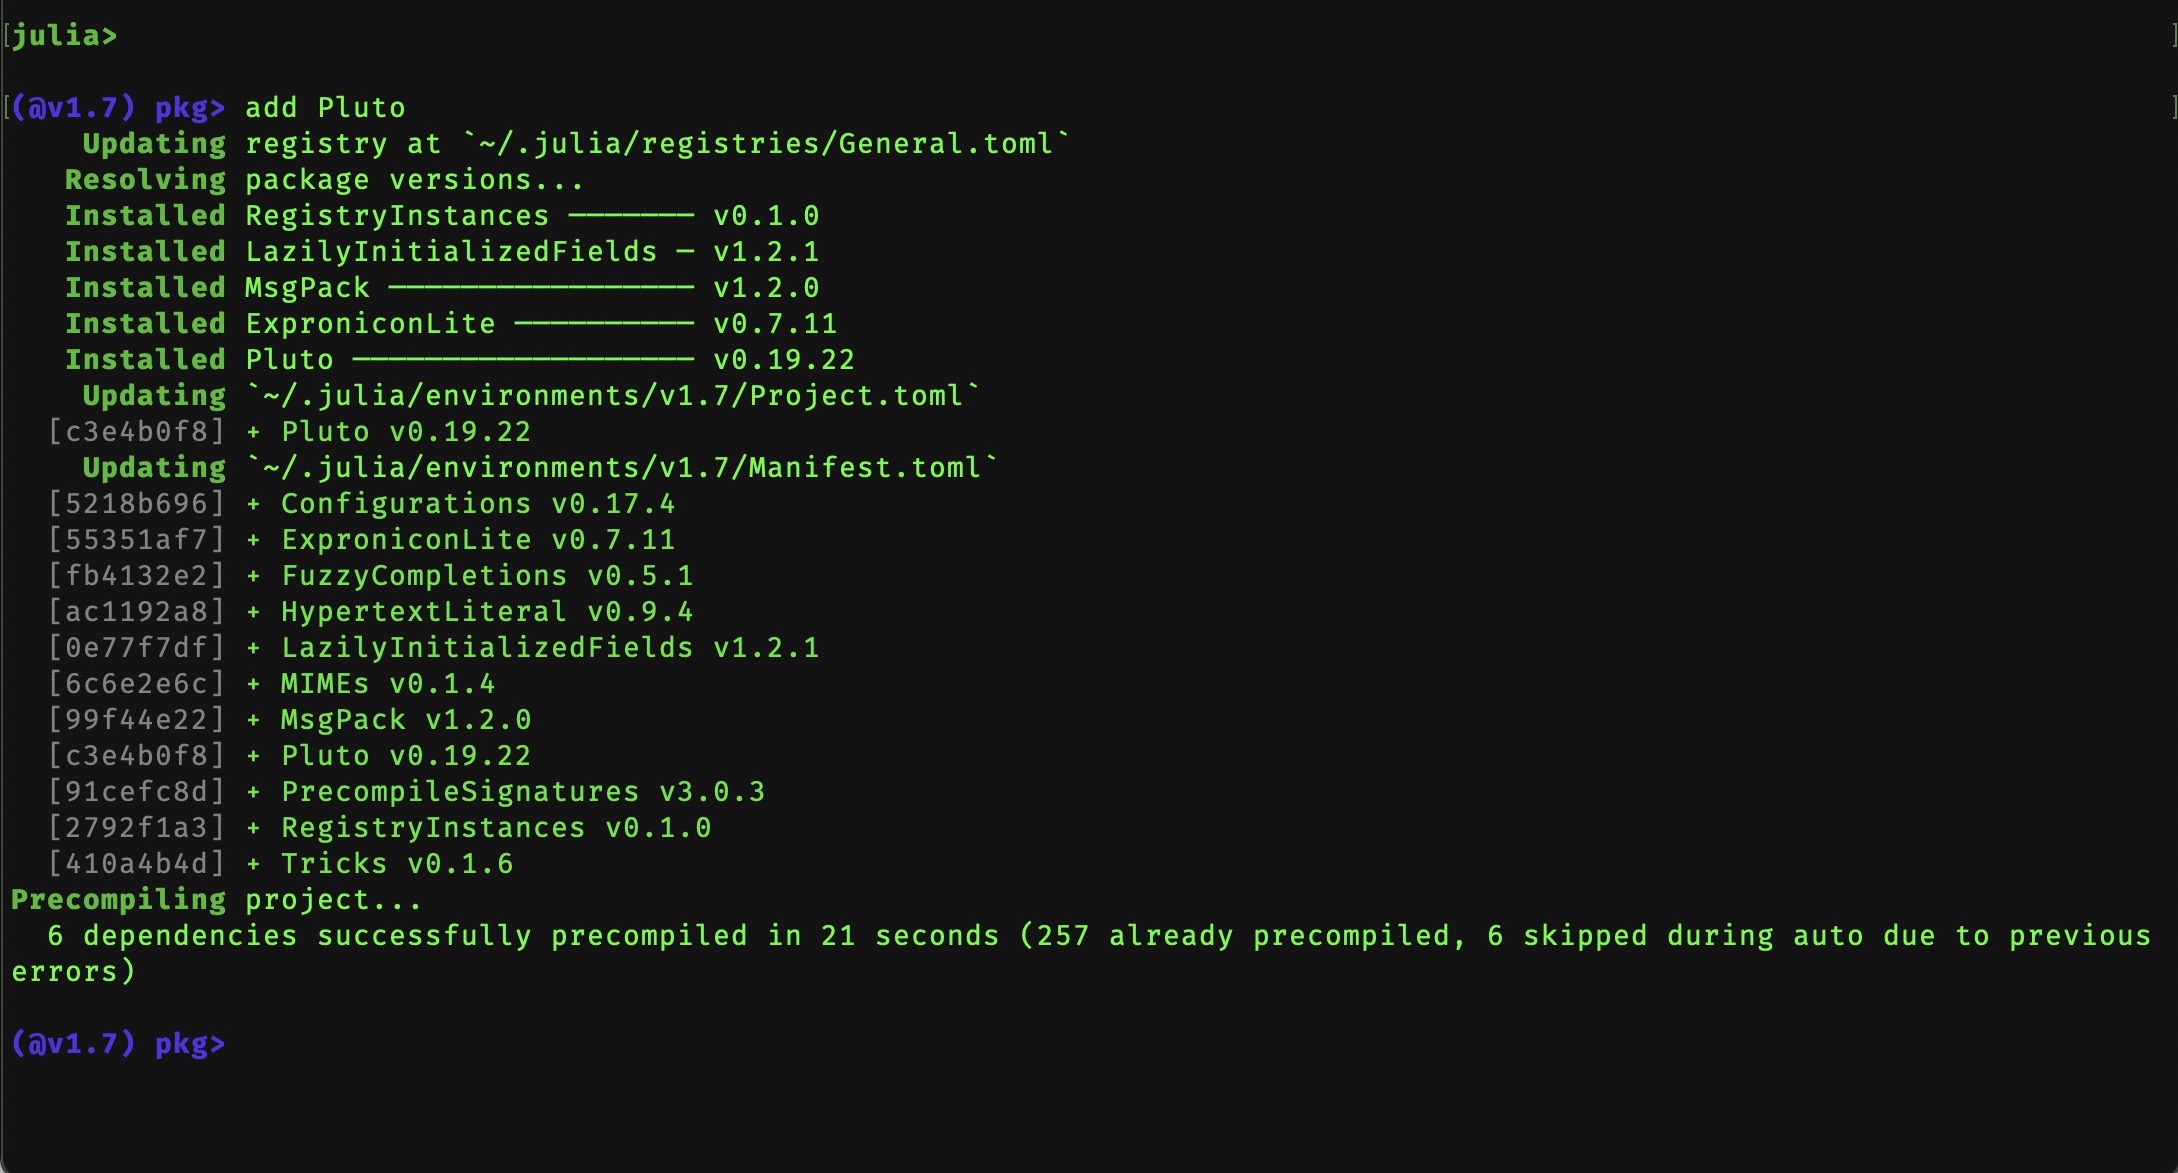 julia>
(@v1.7) pkg> add Pluto
Updating registry at `~/.julia/registries/General.toml`
Resolving package versions...
Installed RegistryInstances ─────── v0.1.0
Installed LazilyInitializedFields ─ v1.2.1
Installed MsgPack ───────────────── v1.2.0
Installed ExproniconLite ────────── v0.7.11
Installed Pluto ─────────────────── v0.19.22
Updating `~/.julia/environments/v1.7/Project.toml`
[c3e4b0f8] + Pluto v0.19.22
Updating `~/.julia/environments/v1.7/Manifest.toml`
[5218b696] + Configurations v0.17.4
[55351af7] + ExproniconLite v0.7.11
[fb4132e2] + FuzzyCompletions v0.5.1
[ac1192a8] + HypertextLiteral v0.9.4
[0e77f7df] + LazilyInitializedFields v1.2.1
[6c6e2e6c] + MIMEs v0.1.4
[99f44e22] + MsgPack v1.2.0
[c3e4b0f8] + Pluto v0.19.22
[91cefc8d] + PrecompileSignatures v3.0.3
[2792f1a3] + RegistryInstances v0.1.0
[410a4b4d] + Tricks v0.1.6
Precompiling project...
6 dependencies successfully precompiled in 21 seconds (257 already precompiled, 6 skipped during auto due to previous
errors)
(@v1.7) pkg>